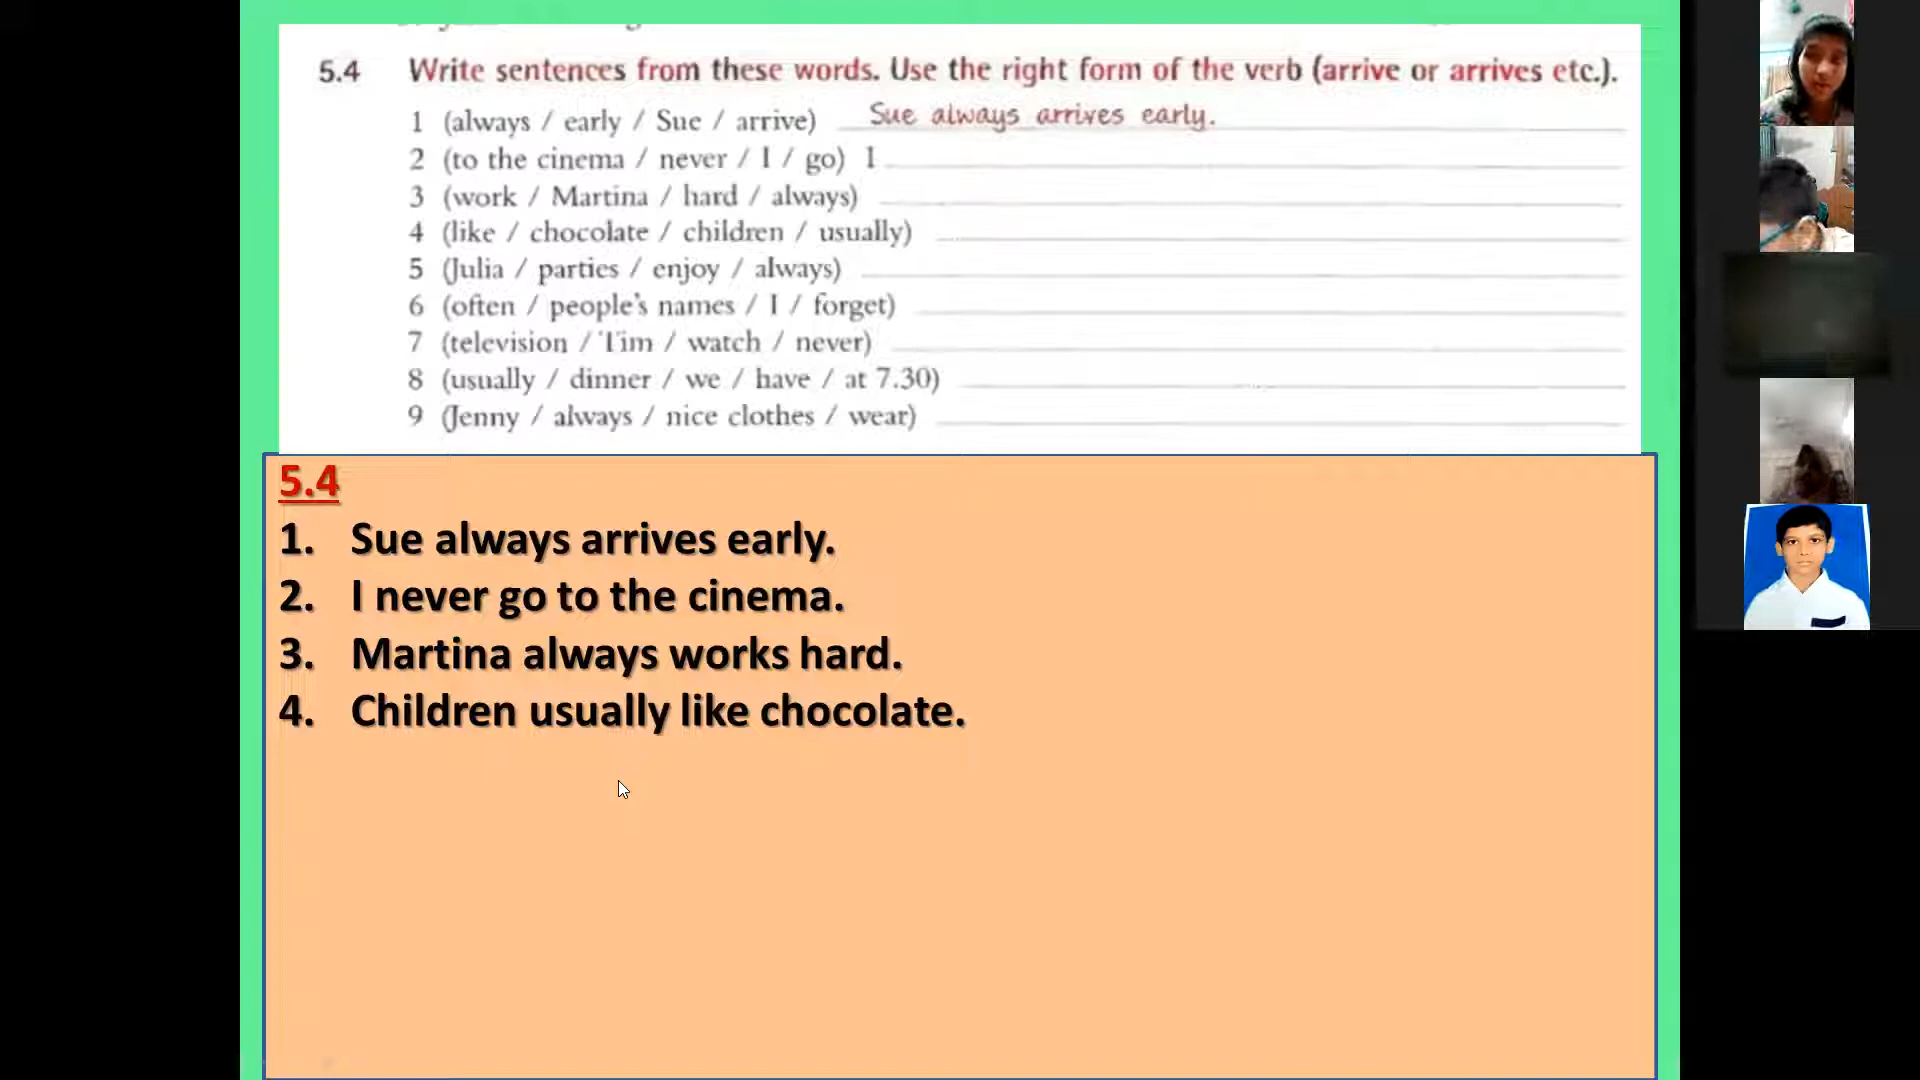 5.4 Write sentences from these words. Use the right form of the verb (arrive or arrives etc.).
1 (always / early / Sue / arrive) Sue always arrives early.
2 (to the cinema / never / I / go) I
3 (work / Martina / hard / always)
4 (like / chocolate / children / usually)
5 (Julia / parties / enjoy / always)
6 (often / people's names / I / forget)
7 (television / Tim / watch / never)
8 (usually / dinner / we / have / at 7.30)
9 (Jenny / always / nice clothes / wear)
5.4
1. Sue always arrives early.
2. I never go to the cinema.
3. Martina always works hard.
4. Children usually like chocolate.